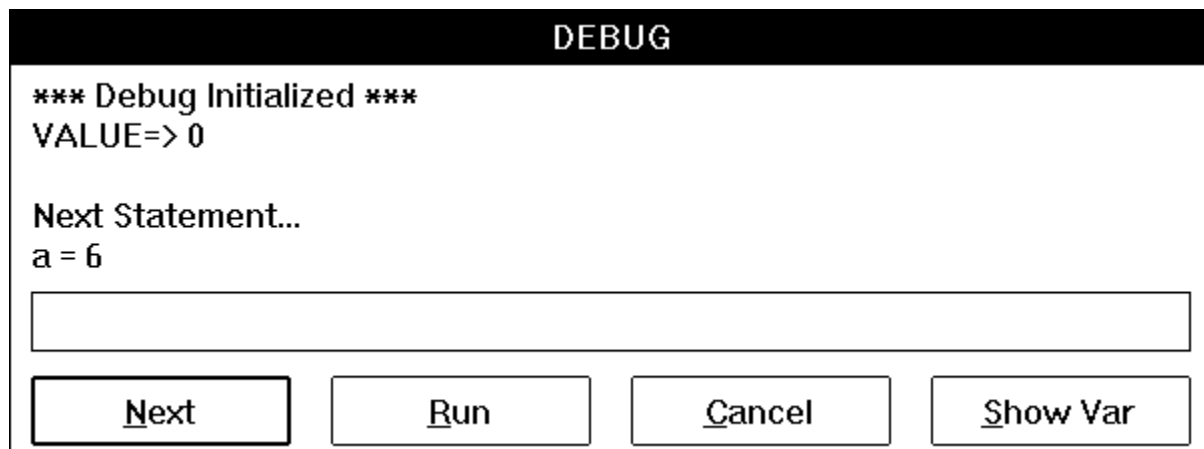 DEBUG
*** Debug Initialized ***
VALUE=> 0
Next Statement...
a = 6
Next Run Cancel Show Var